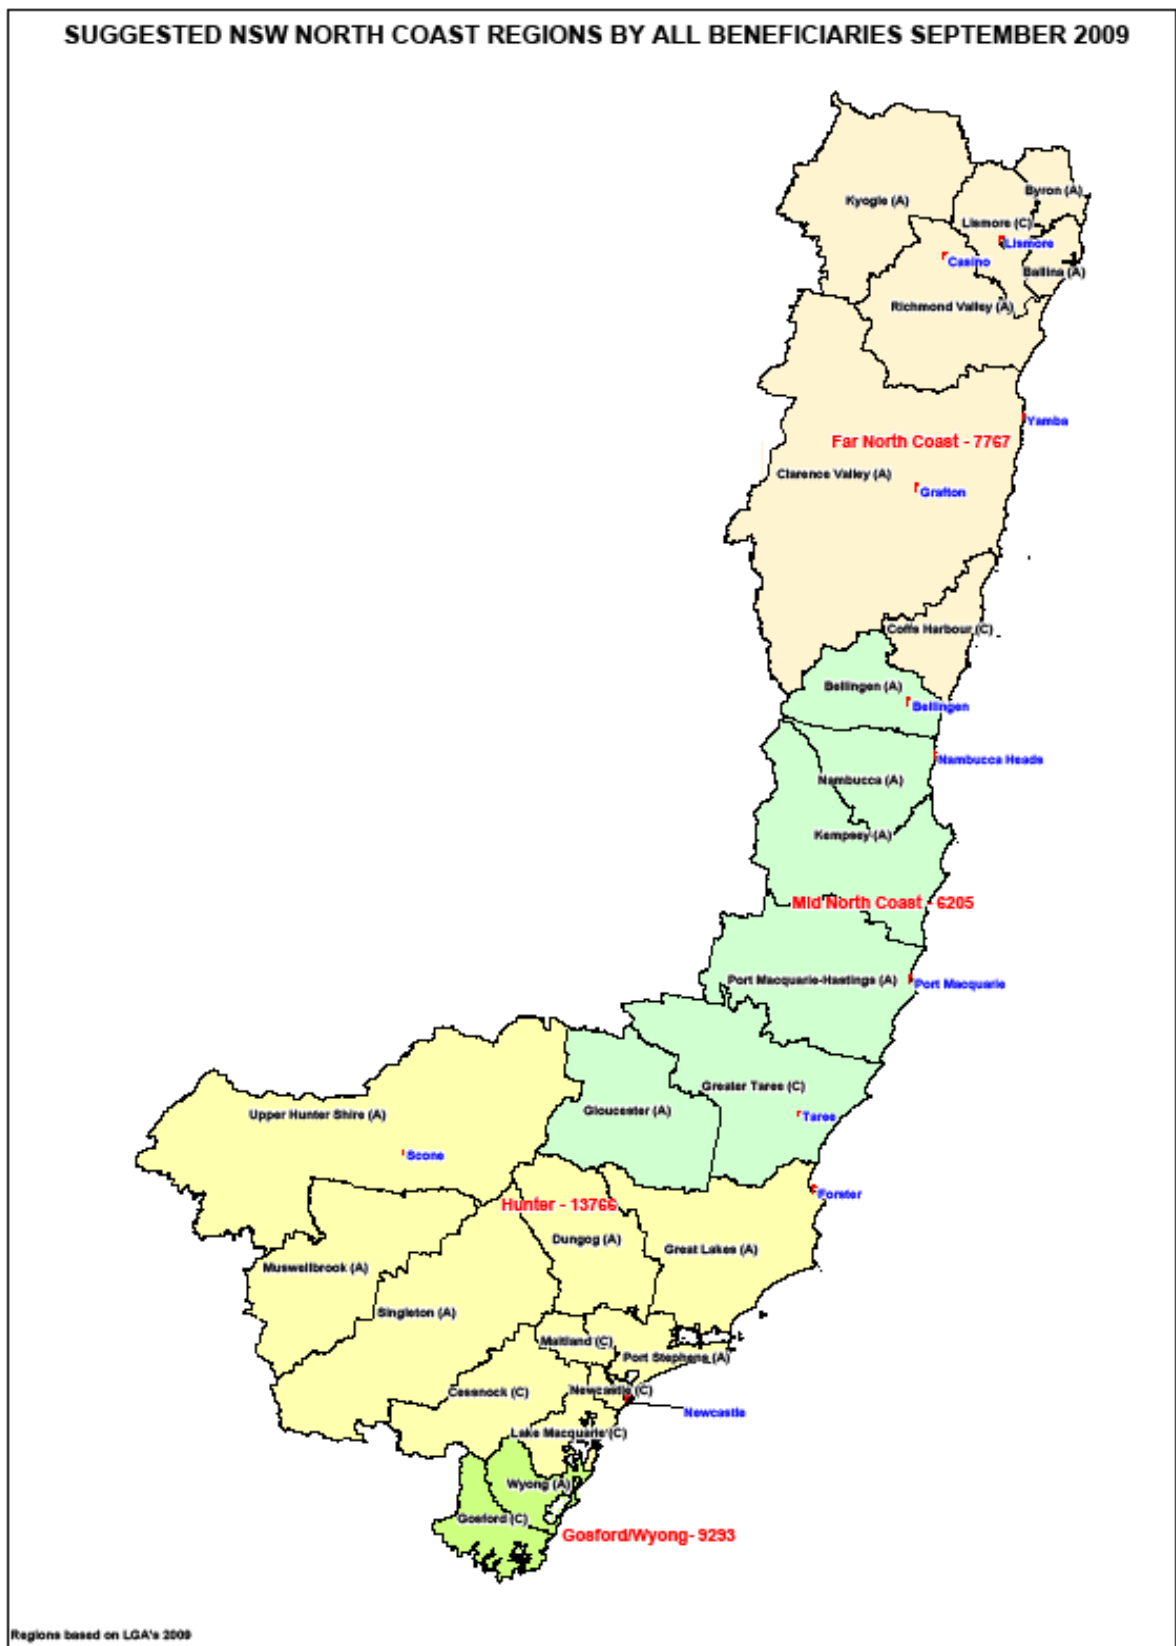 SUGGESTED NSW NORTH COAST REGIONS BY ALL BENEFICIARIES SEPTEMBER 2009
Byron (A)
Kyogle (A)
Lismore (C)
Lismore
Casino
Ballina (A)
Richmond Valley (A)
Yamba
Far North Coast - 7767
Clarence Valley (A)
Grafton
Coffs Harbour (C)
Bellingen (A)
Bellingen
Nambucca Heads
Nambucca (A)
Kempsey (A)
Mid North Coast - 6205
Port Macquarie-Hastings (A)
Port Macquarie
Greater Taree (C)
Gloucester (A)
Upper Hunter Shire (A)
Taree
Scone
Forster
Hunter - 13766
Dungog (A)
Great Lakes (A)
Muswellbrook (A)
Singleton (A)
Maitland (C)
Port Stephens (A)
Cessnock (C)
Newcastle (C)
Newcastle
Lake Macquarie (C)
Wyong (A)
Gosford (C)
Gosford/Wyong- 9293
Regions based on LGA's 2009